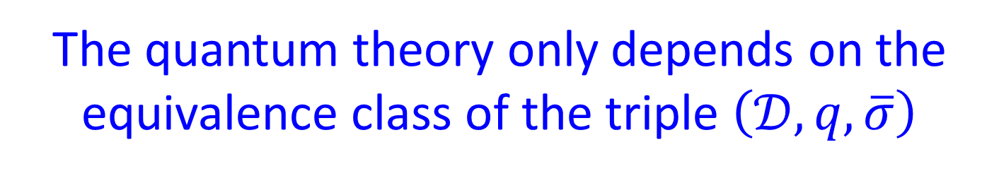 The quantum theory only depends on the
equivalence class of the triple (𝒟, q, σ̄)